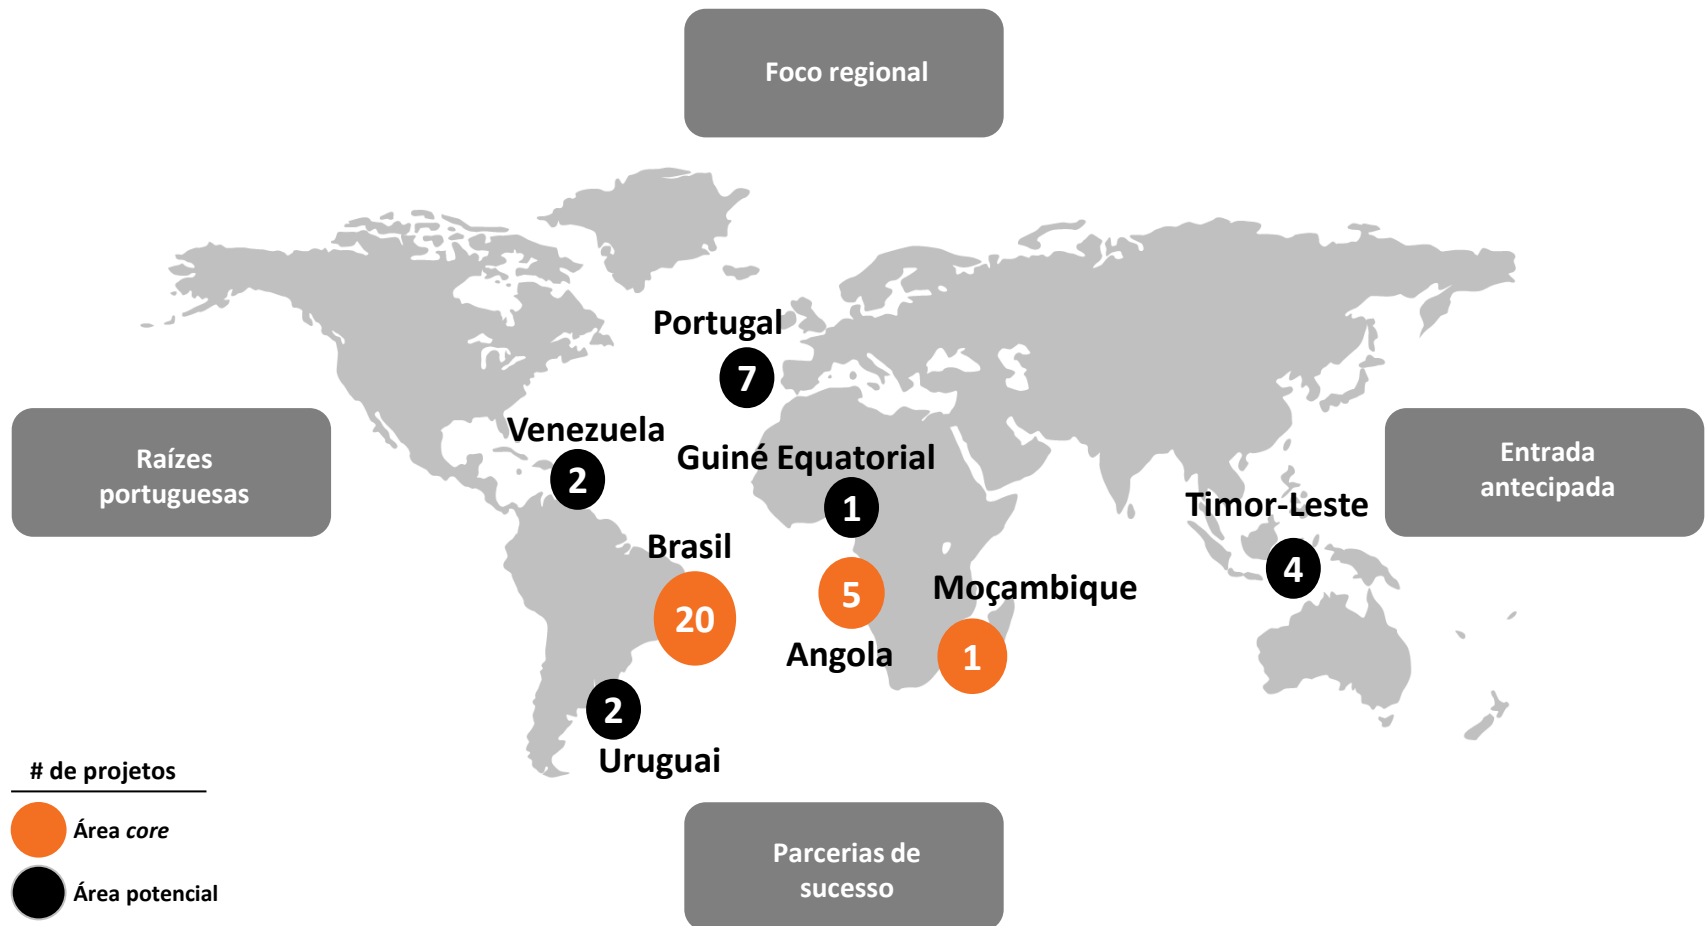 Foco regional
Portugal
7
Venezuela
2
Guiné Equatorial
1
Raízes
portuguesas
Entrada
antecipada
Timor-Leste
4
Brasil
20
5
Angola
Moçambique
1
2
Uruguai
# de projetos
Área core
Área potencial
Parcerias de
sucesso